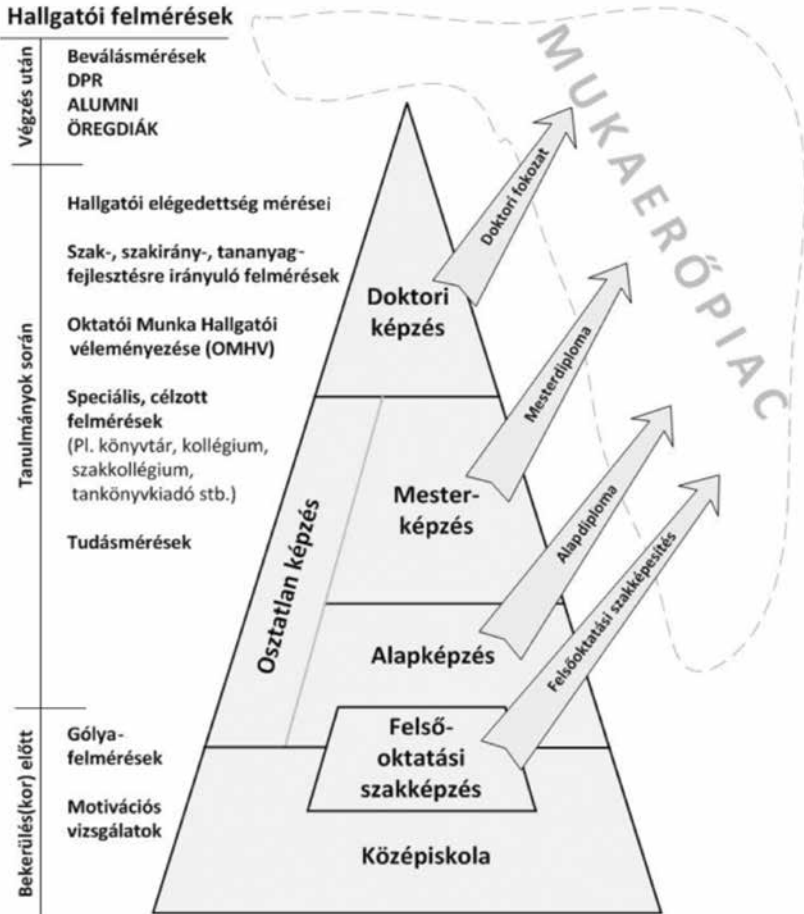 Hallgatói felmérések
Végzés után
Beválásmérések
DPR
ALUMNI
ÖREGDIÁK
Tanulmányok során
Hallgatói elégedettség mérései
Szak-, szakirány-, tananyag-
fejlesztésre irányuló felmérések
Oktatói Munka Hallgatói
véleményezése (OMHV)
Speciális, célzott
felmérések
(Pl. könyvtár, kollégium,
szakkollégium,
tankönyvkiadó stb.)
Tudásmérések
Bekerülés(kor) előtt
Gólya-
felmérések
Motivációs
vizsgálatok
Doktori
képzés
Osztatlan képzés
Mester-
képzés
Alapképzés
Felső-
oktatási
szakképzés
Középiskola
Doktori fokozat
Mesterdiploma
Alapdiploma
Felsőoktatási szakképesítés
MUKAERŐPIAC